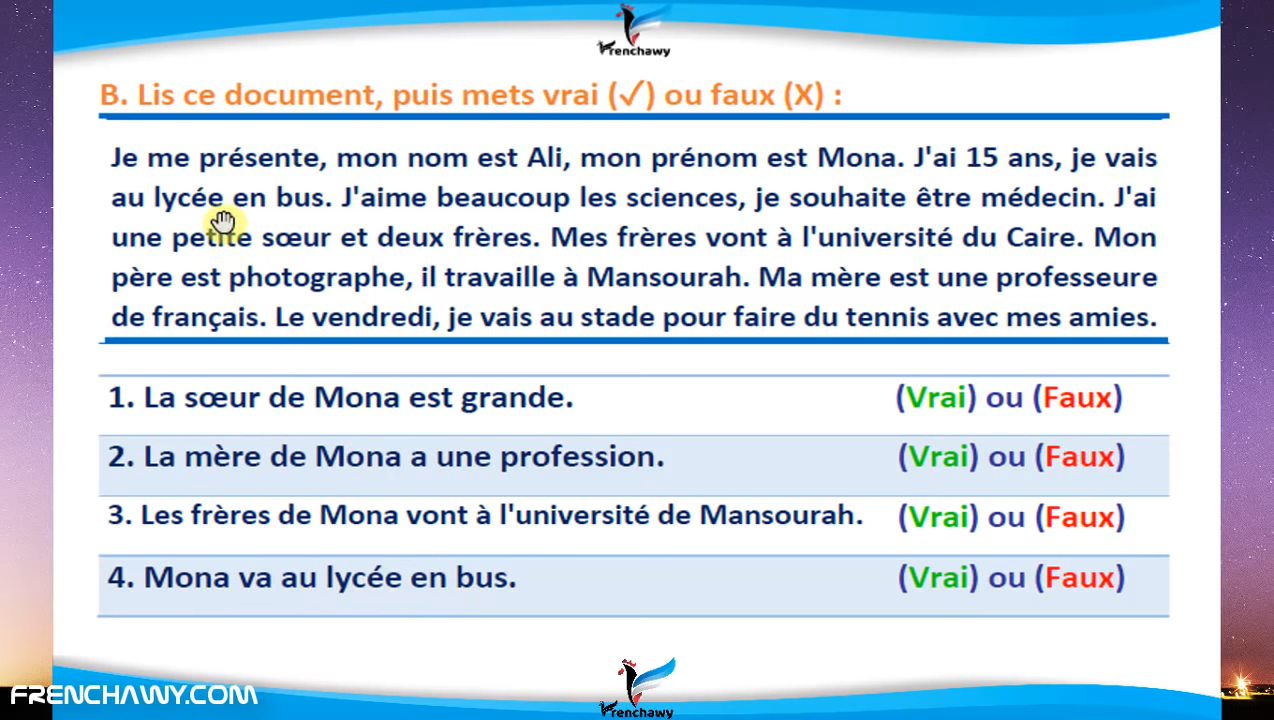 Frenchawy
B. Lis ce document, puis mets vrai (✓) ou faux (X) :
Je me présente, mon nom est Ali, mon prénom est Mona. J'ai 15 ans, je vais
au lycée en bus. J'aime beaucoup les sciences, je souhaite être médecin. J'ai
une petite sœur et deux frères. Mes frères vont à l'université du Caire. Mon
père est photographe, il travaille à Mansourah. Ma mère est une professeure
de français. Le vendredi, je vais au stade pour faire du tennis avec mes amies.
1. La sœur de Mona est grande. (Vrai) ou (Faux)
2. La mère de Mona a une profession. (Vrai) ou (Faux)
3. Les frères de Mona vont à l'université de Mansourah. (Vrai) ou (Faux)
4. Mona va au lycée en bus. (Vrai) ou (Faux)
FRENCHAWY.COM
Frenchawy